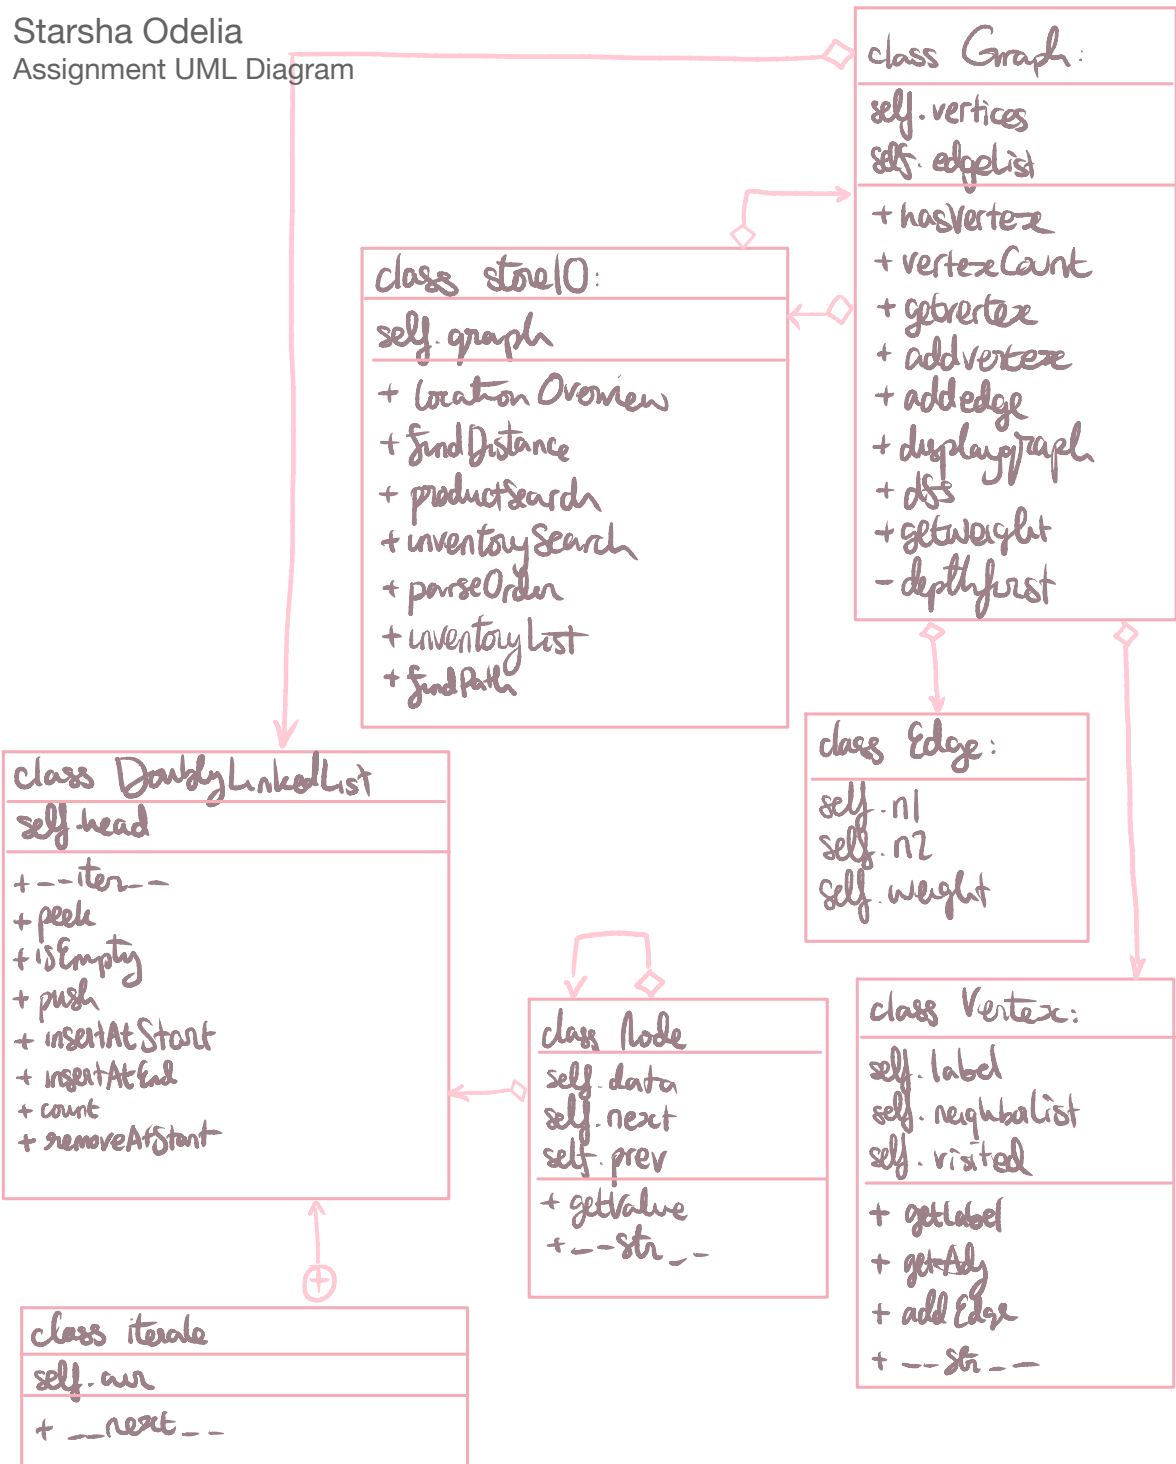 Starsha Odelia
Assignment UML Diagram
class Graph:
self.vertices
self.edgeList
+ hasVertex
+ vertexCount
+ getvertex
+ addvertex
+ addedge
+ displaygraph
+ dfs
+ getweight
- depthfirst
class storeIO:
self.graph
+ locationOverview
+ findDistance
+ productSearch
+ inventorySearch
+ parseOrder
+ inventoryList
+ findPath
class Edge:
self.n1
self.n2
self.weight
class DoublyLinkedList
self.head
+ __iter__
+ peek
+ isEmpty
+ push
+ insertAtStart
+ insertAtEnd
+ count
+ removeAtStart
class Node
self.data
self.next
self.prev
+ getValue
+ __str__
class Vertex:
self.label
self.neighborList
self.visited
+ getLabel
+ getAdj
+ addEdge
+ __str__
class iterate
self.curr
+ __next__